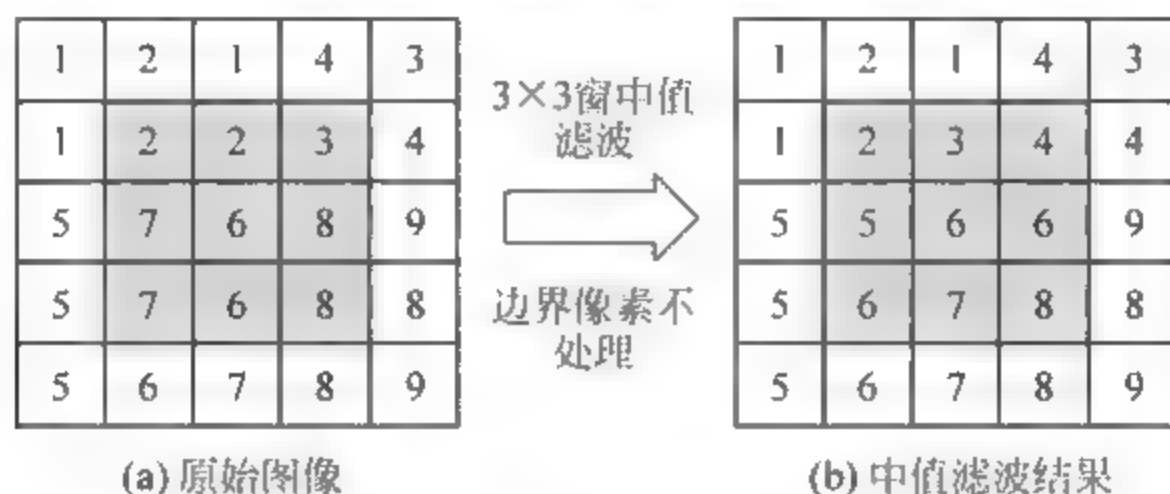 1 2 1 4 3
1 2 2 3 4
5 7 6 8 9
5 7 6 8 8
5 6 7 8 9
3×3窗中值
滤波
边界像素不
处理
1 2 1 4 3
1 2 3 4 4
5 5 6 6 9
5 6 7 8 8
5 6 7 8 9
(a) 原始图像
(b) 中值滤波结果